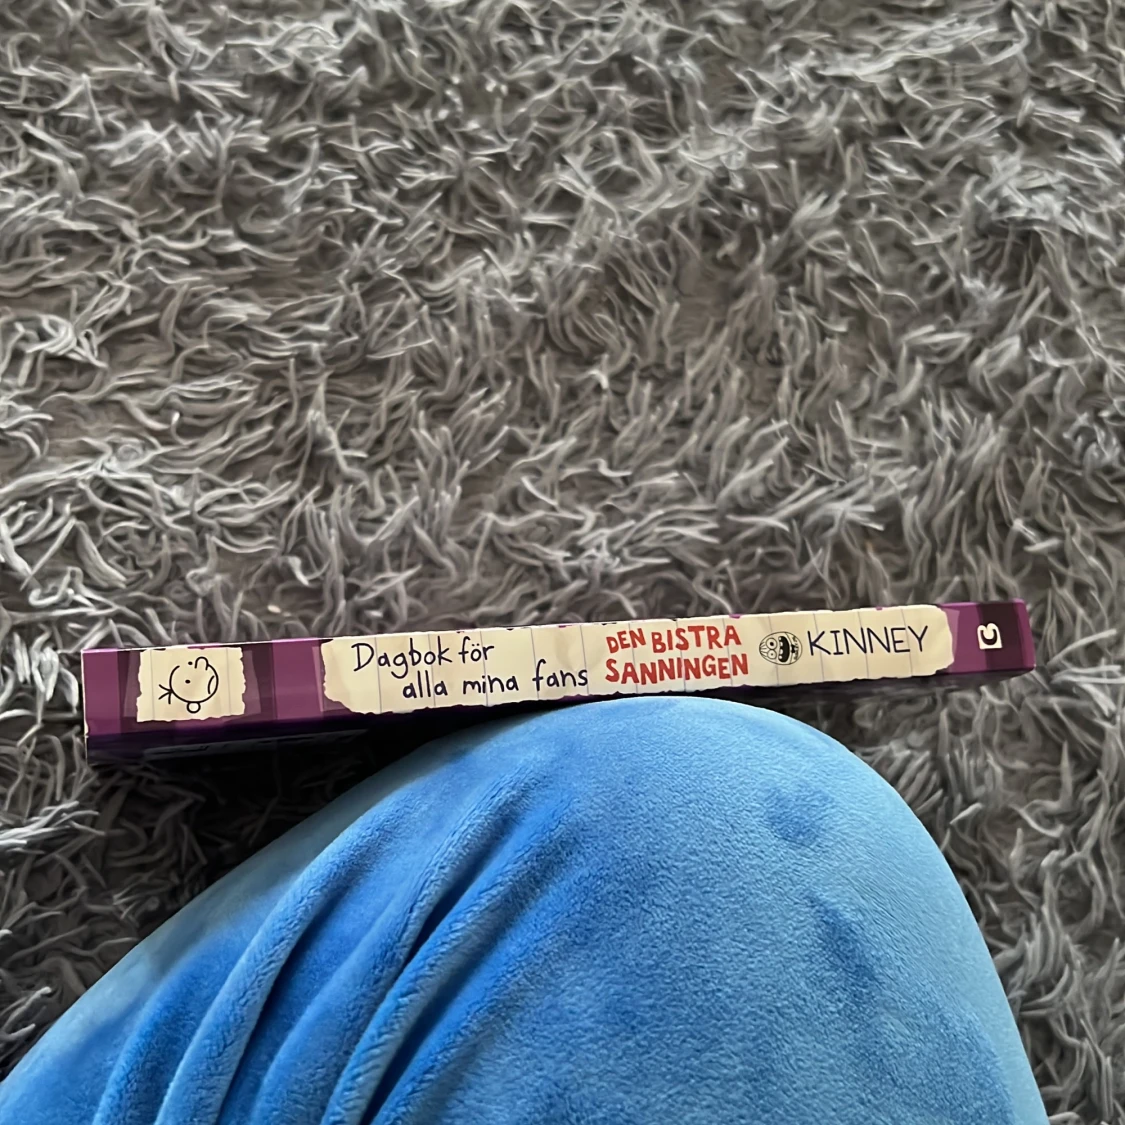 Dagbok för
alla mina fans
DEN BISTRA
SANNINGEN
KINNEY